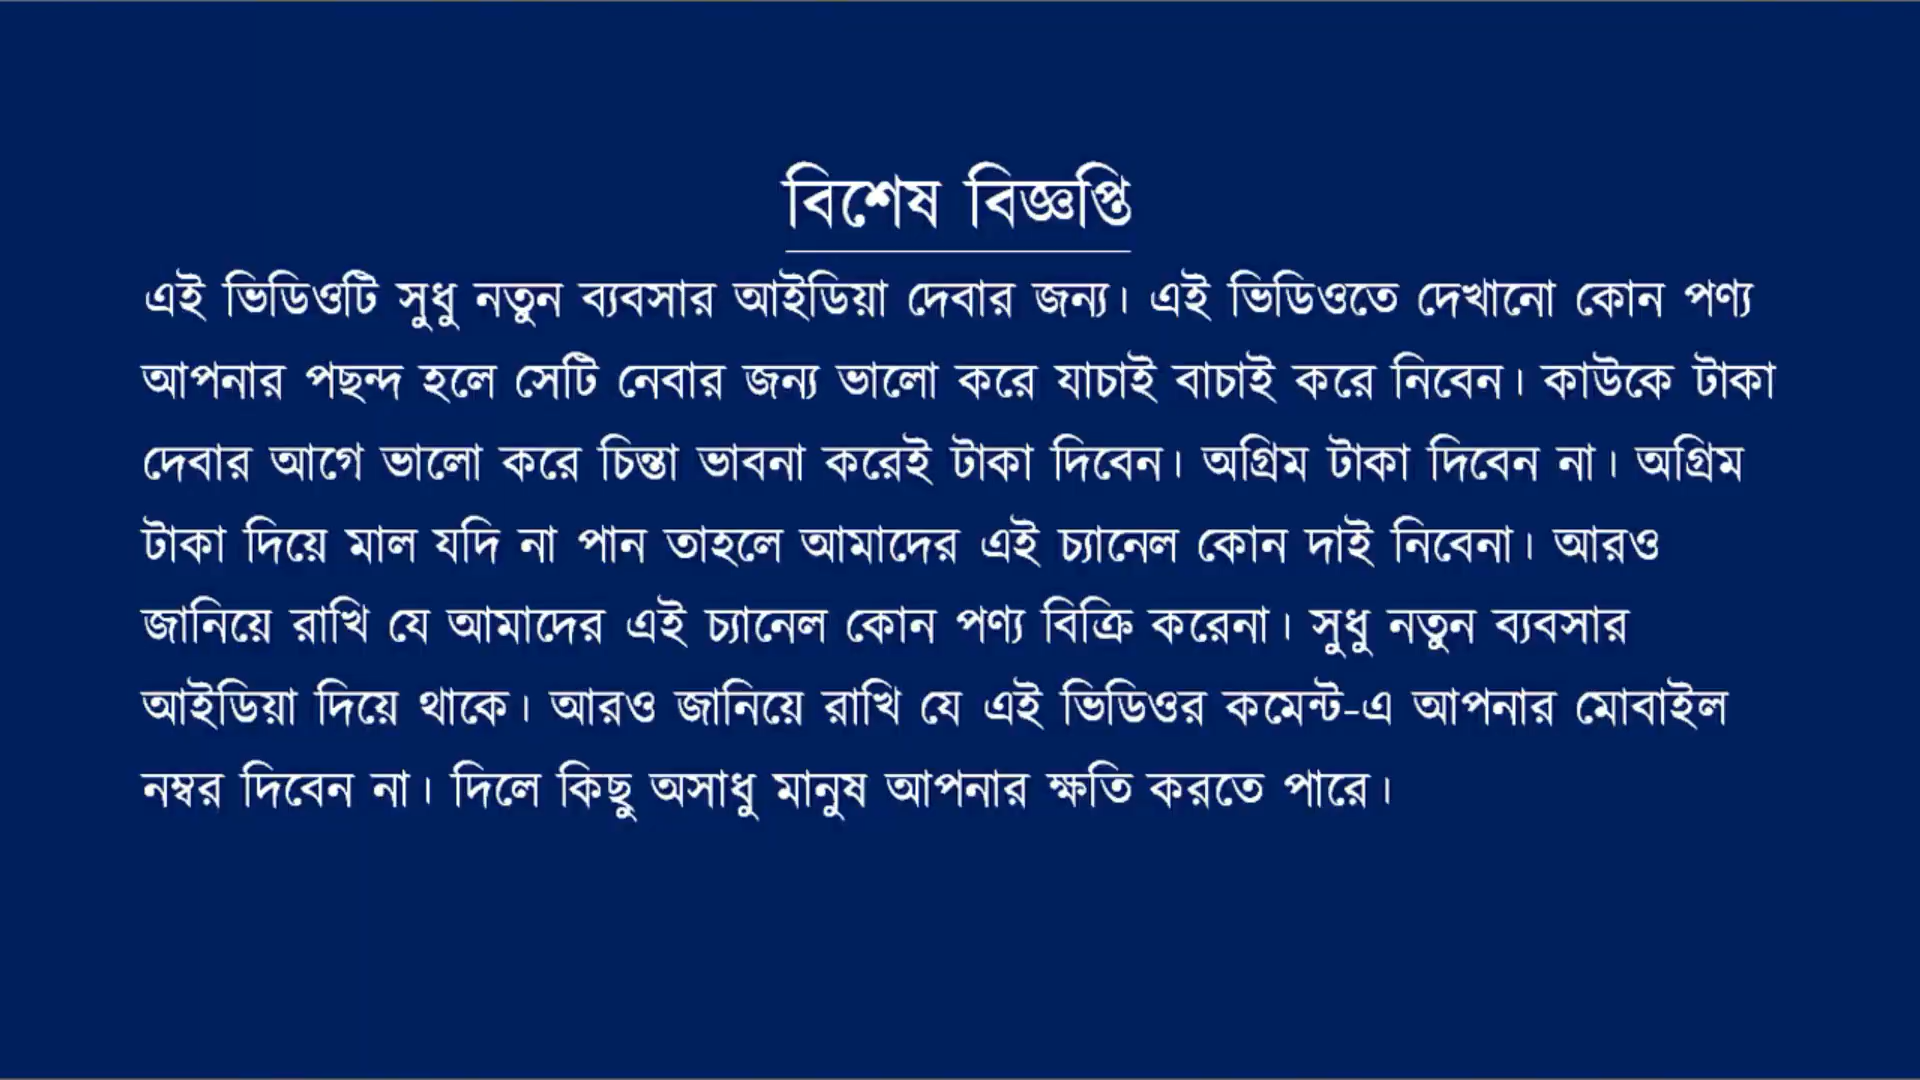 বিশেষ বিজ্ঞপ্তি
এই ভিডিওটি সুধু নতুন ব্যবসার আইডিয়া দেবার জন্য। এই ভিডিওতে দেখানো কোন পণ্য
আপনার পছন্দ হলে সেটি নেবার জন্য ভালো করে যাচাই বাচাই করে নিবেন। কাউকে টাকা
দেবার আগে ভালো করে চিন্তা ভাবনা করেই টাকা দিবেন। অগ্রিম টাকা দিবেন না। অগ্রিম
টাকা দিয়ে মাল যদি না পান তাহলে আমাদের এই চ্যানেল কোন দাই নিবেনা। আরও
জানিয়ে রাখি যে আমাদের এই চ্যানেল কোন পণ্য বিক্রি করেনা। সুধু নতুন ব্যবসার
আইডিয়া দিয়ে থাকে। আরও জানিয়ে রাখি যে এই ভিডিওর কমেন্ট-এ আপনার মোবাইল
নম্বর দিবেন না। দিলে কিছু অসাধু মানুষ আপনার ক্ষতি করতে পারে।